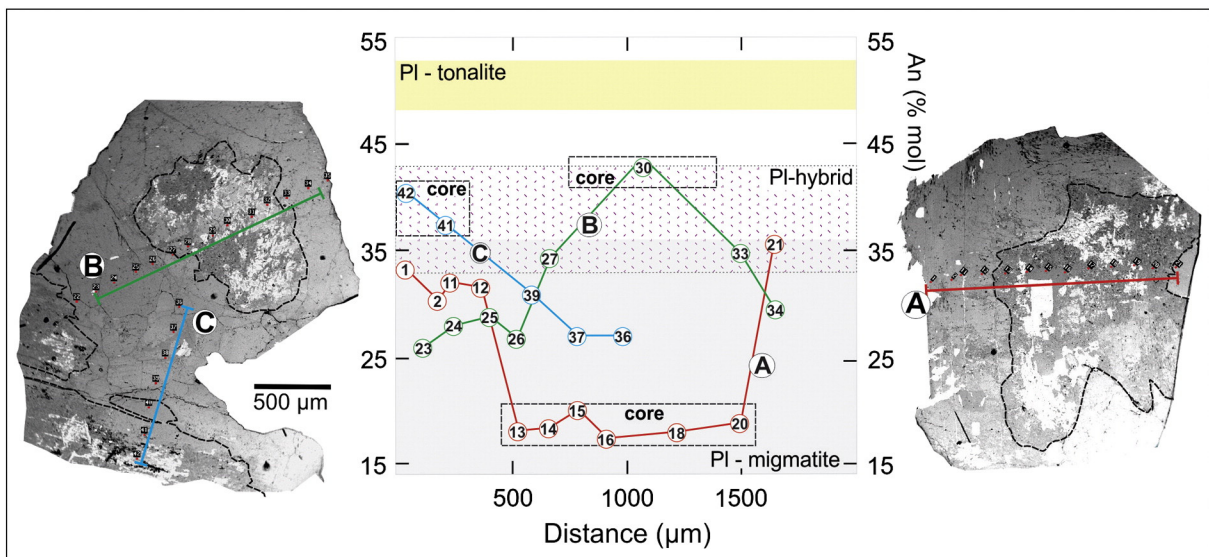 55
55
Pl - tonalite
45
45
core
42
core
30
Pl-hybrid
41
B
C
35
35
1
2
11
12
27
33
21
39
34
24
25
26
23
37
36
25
25
A
core
13
14
15
16
18
20
15
Pl - migmatite
15
500
1000
1500
Distance (µm)
An (% mol)
B
C
500 µm
A